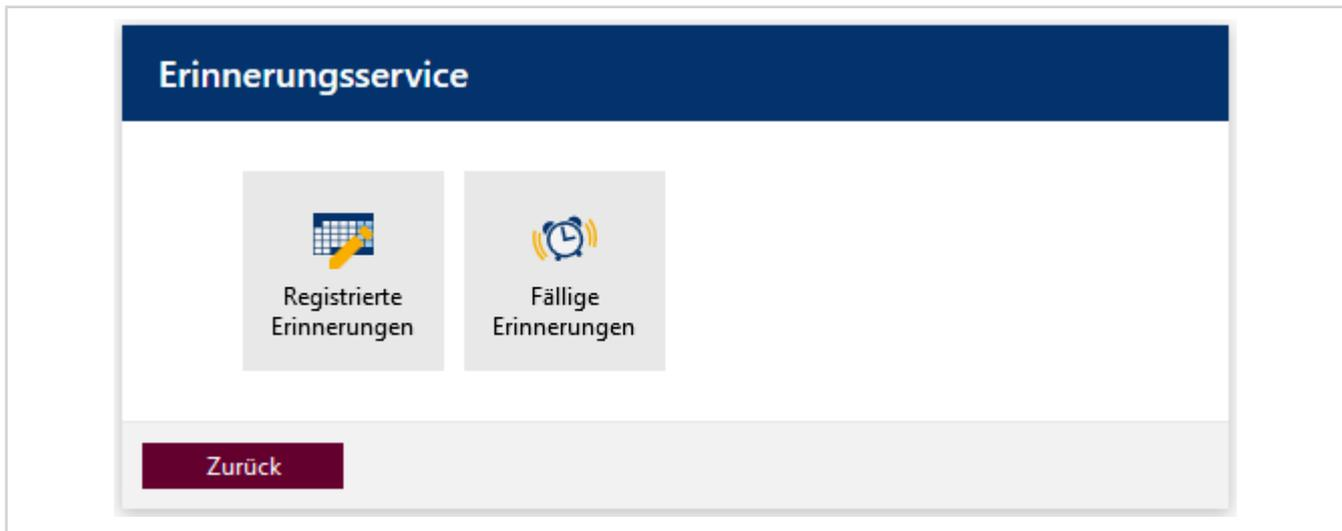 Erinnerungsservice
Registrierte
Erinnerungen
Fällige
Erinnerungen
Zurück